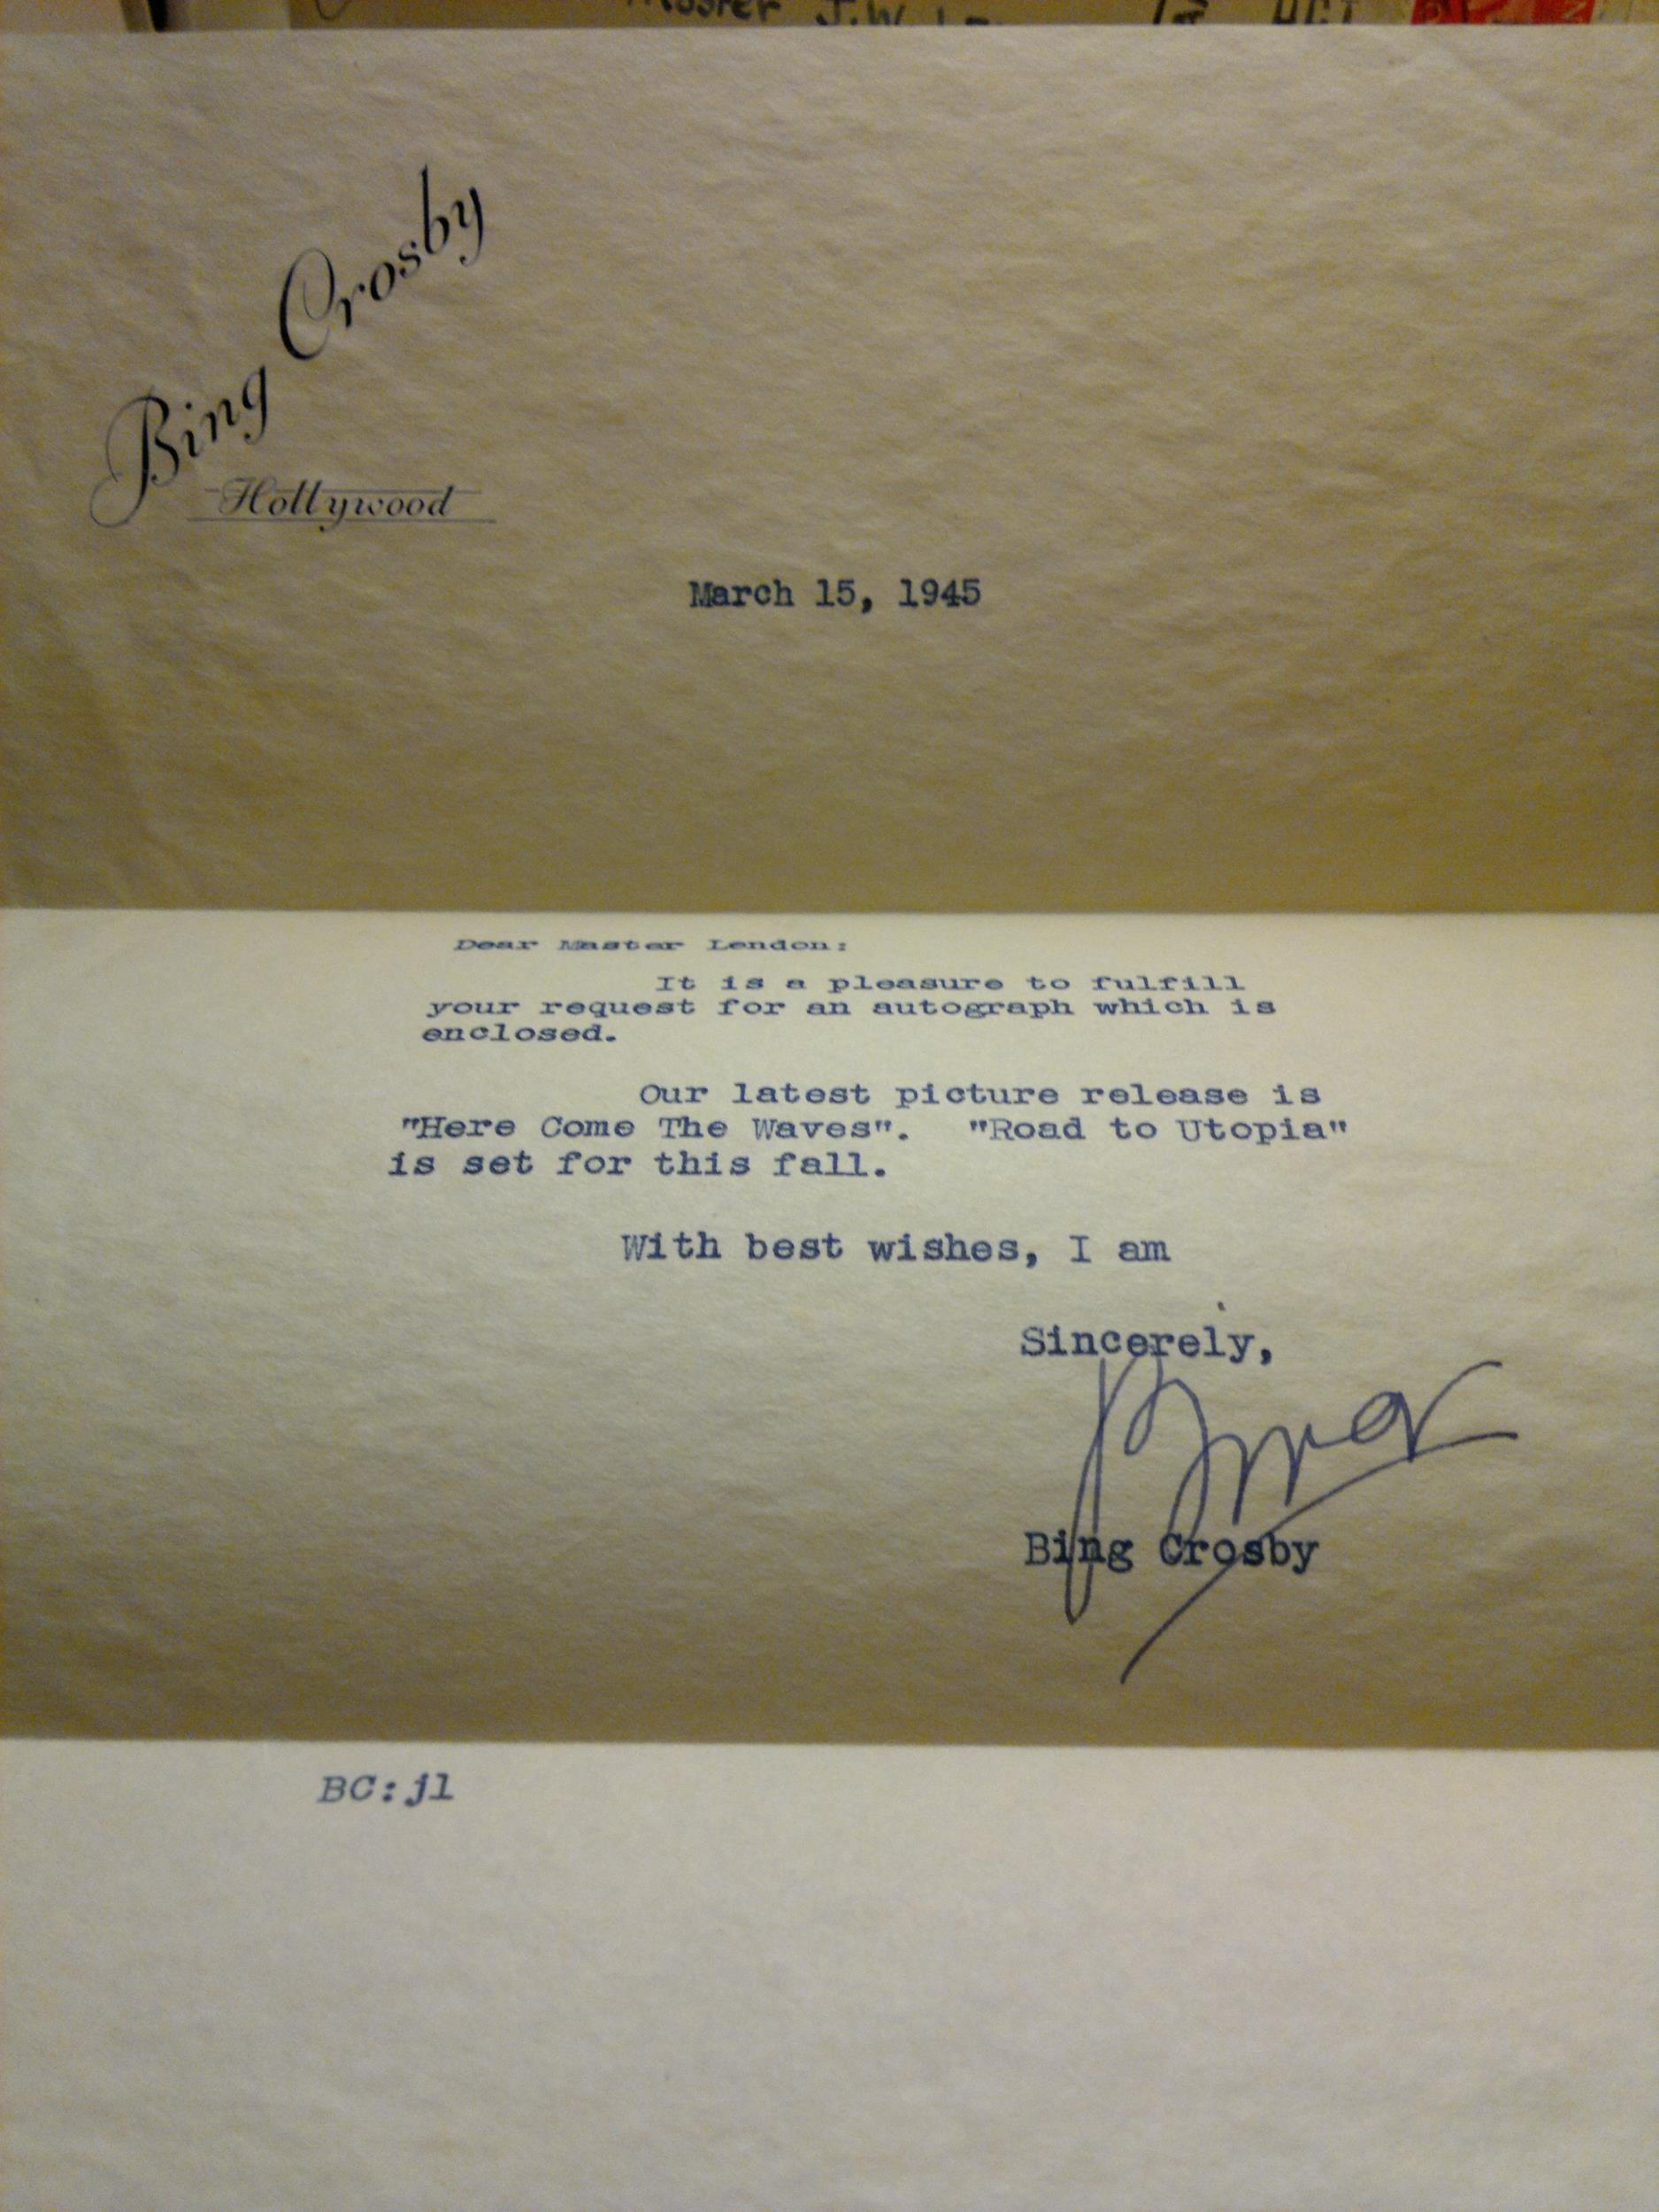 Master J.W.
Bing Crosby
Hollywood
March 15, 1945
Dear Master Lendon:
It is a pleasure to fulfill
your request for an autograph which is
enclosed.
Our latest picture release is
"Here Come The Waves". "Road to Utopia"
is set for this fall.
With best wishes, I am
Sincerely,
Bing
Bing Crosby
BC:jl